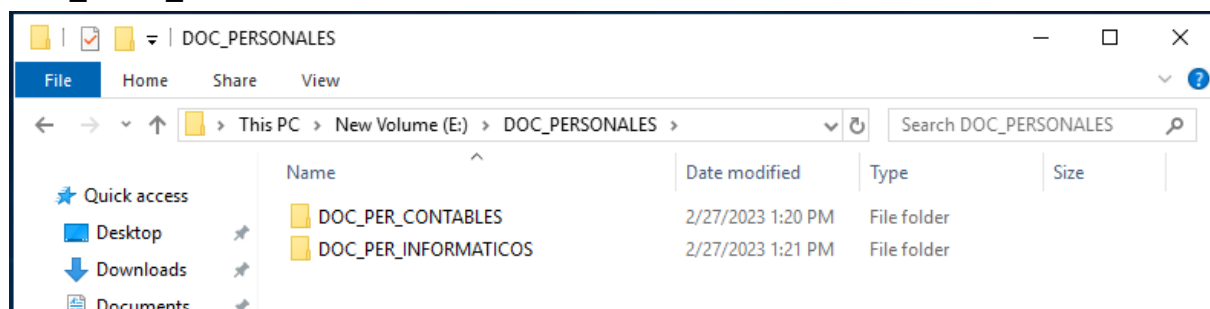 DOC_PERSONALES
File Home Share View
This PC > New Volume (E:) > DOC_PERSONALES > Search DOC_PERSONALES
Name Date modified Type Size
Quick access
DOC_PER_CONTABLES 2/27/2023 1:20 PM File folder
Desktop
DOC_PER_INFORMATICOS 2/27/2023 1:21 PM File folder
Downloads
Documents